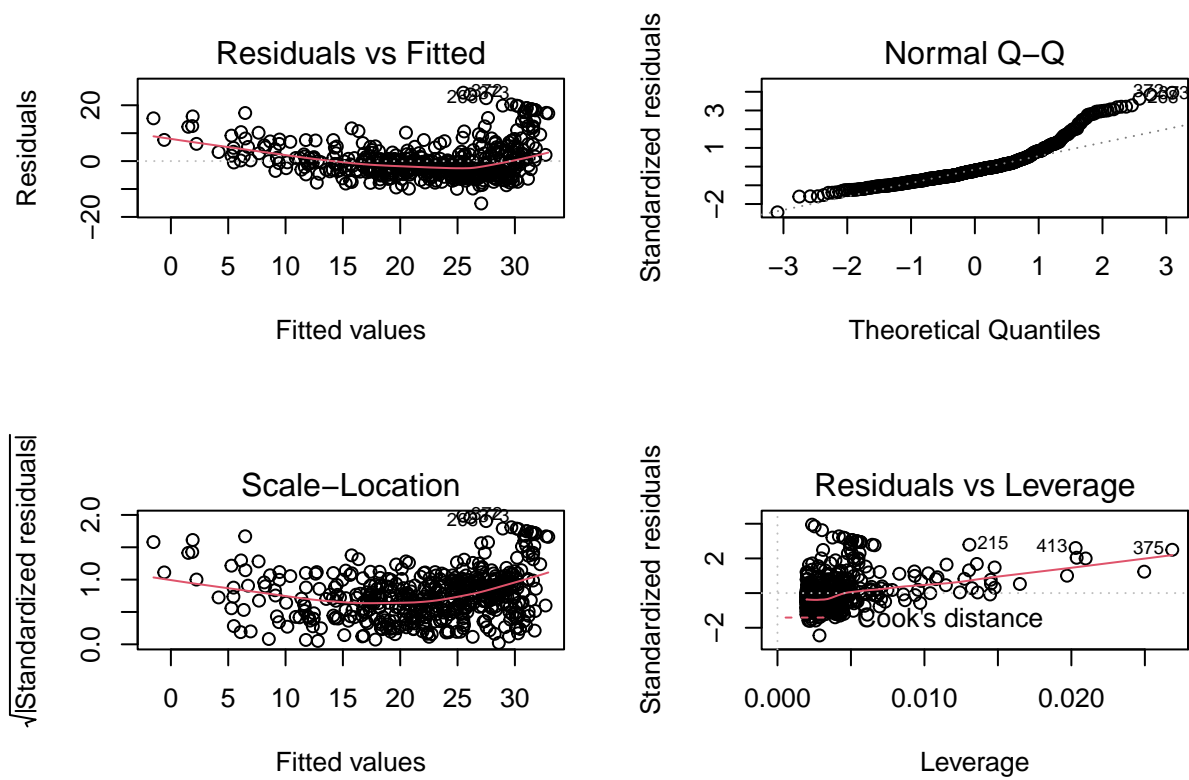 Residuals vs Fitted
Residuals
20
0
−20
0 5 10 15 20 25 30
Fitted values
Normal Q−Q
Standardized residuals
3
1
−2
372
−3 −2 −1 0 1 2 3
Theoretical Quantiles
Scale−Location
√|Standardized residuals|
2.0
1.0
0.0
0 5 10 15 20 25 30
Fitted values
Residuals vs Leverage
Standardized residuals
2
−2
215
413
375
Cook's distance
0.000 0.010 0.020
Leverage